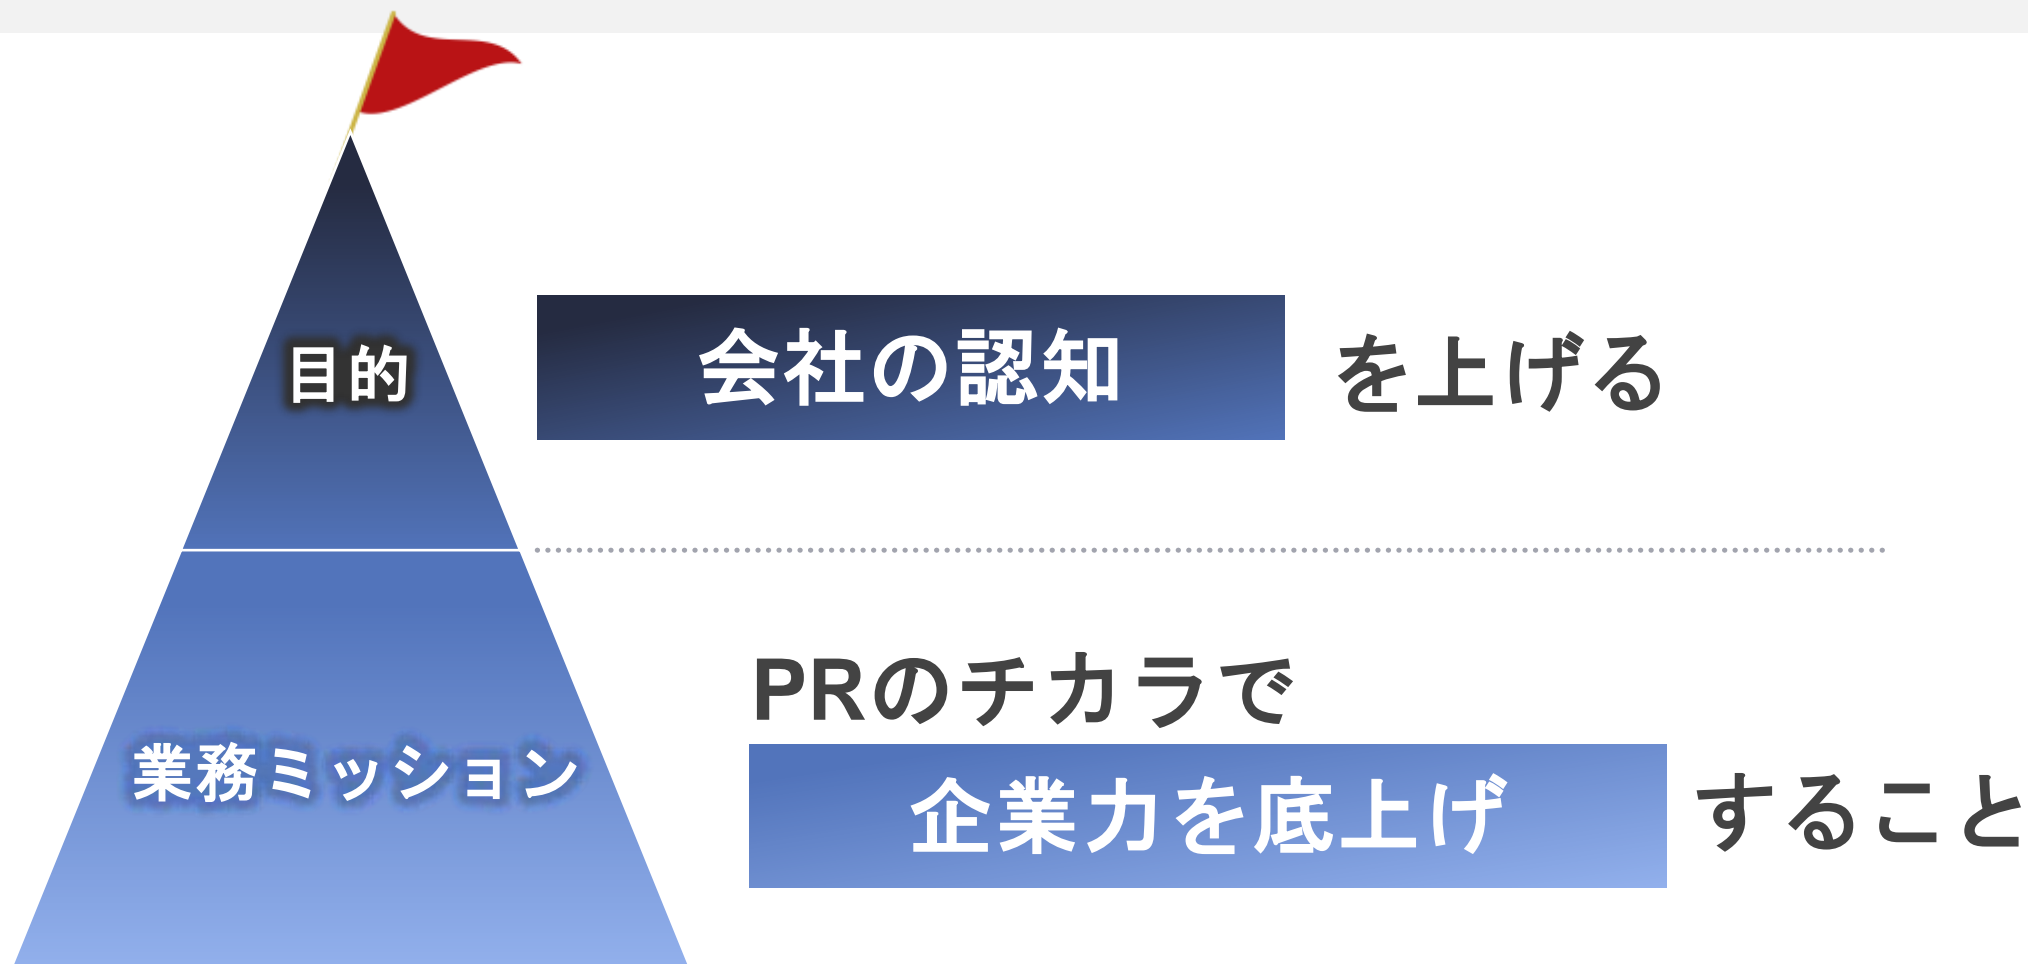 目的
会社の認知 を上げる
業務ミッション
PRのチカラで
企業力を底上げ すること